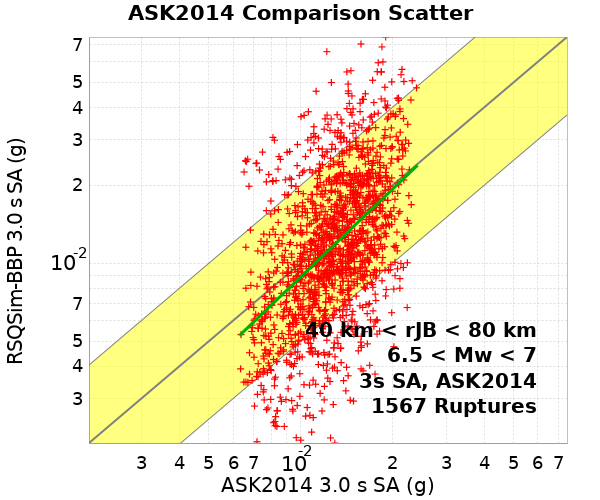 ASK2014 Comparison Scatter
RSQSim-BBP 3.0 s SA (g)
7
5
4
3
2
10-2
7
5
4
3
40 km < rJB < 80 km
6.5 < Mw < 7
3s SA, ASK2014
1567 Ruptures
3 4 5 6 7 10-2 2 3 4 5 6 7
ASK2014 3.0 s SA (g)